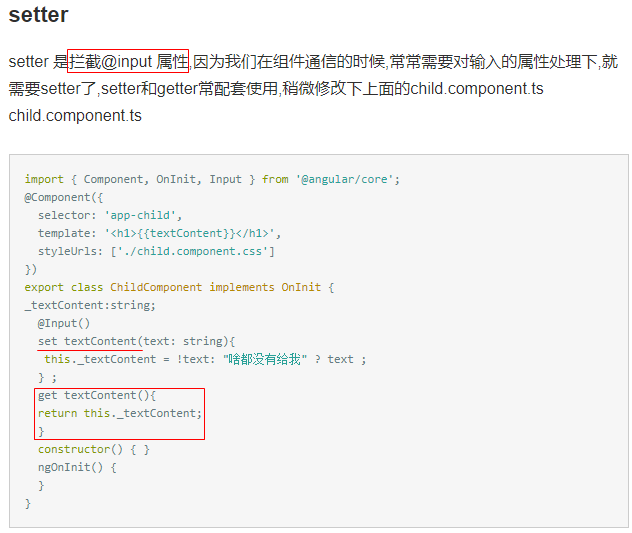 setter
setter 是拦截@input 属性,因为我们在组件通信的时候,常常需要对输入的属性处理下,就
需要setter了,setter和getter常配套使用,稍微修改下上面的child.component.ts
child.component.ts
import { Component, OnInit, Input } from '@angular/core';
@Component({
  selector: 'app-child',
  template: '<h1>{{textContent}}</h1>',
  styleUrls: ['./child.component.css']
})
export class ChildComponent implements OnInit {
_textContent:string;
  @Input()
  set textContent(text: string){
   this._textContent = !text: "啥都没有给我" ? text ;
  } ;
  get textContent(){
  return this._textContent;
  }
  constructor() { }
  ngOnInit() {
  }
}